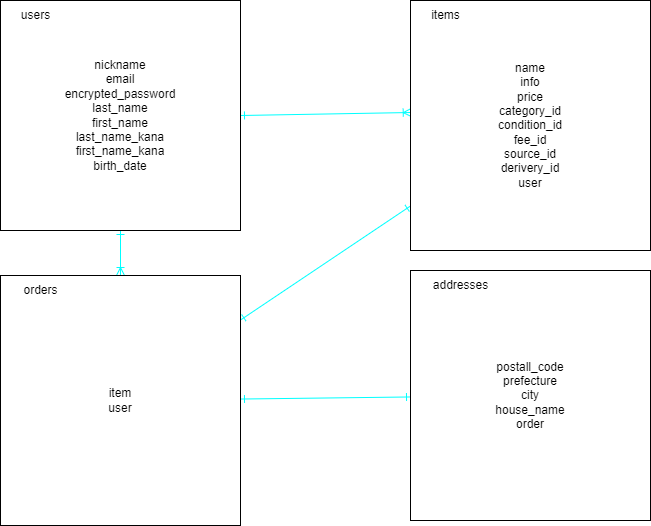 users
nickname
email
encrypted_password
last_name
first_name
last_name_kana
first_name_kana
birth_date
items
name
info
price
category_id
condition_id
fee_id
source_id
derivery_id
user
orders
item
user
addresses
postall_code
prefecture
city
house_name
order